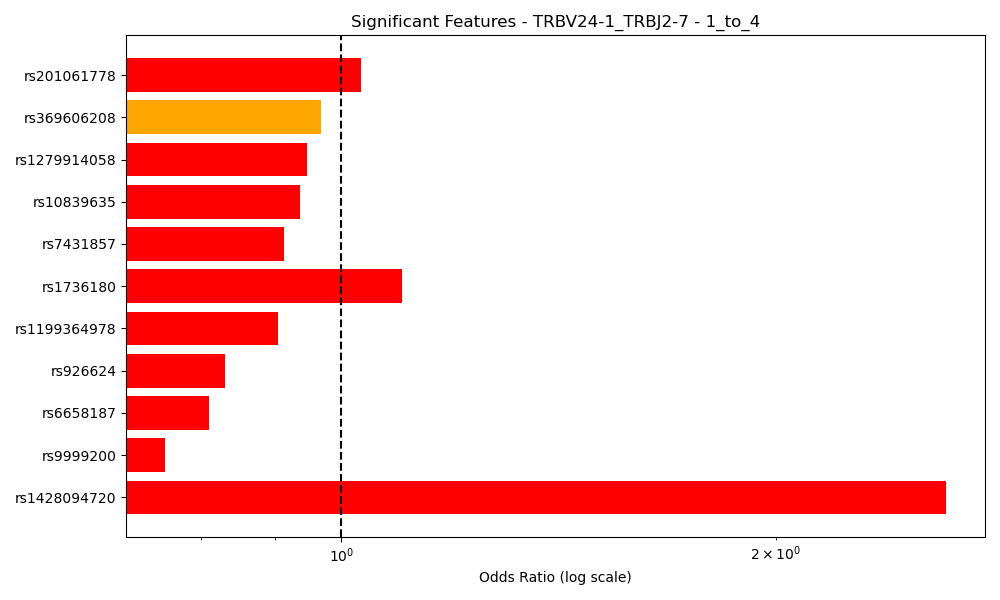 Significant Features - TRBV24-1_TRBJ2-7 - 1_to_4
rs201061778
rs369606208
rs1279914058
rs10839635
rs7431857
rs1736180
rs1199364978
rs926624
rs6658187
rs9999200
rs1428094720
10⁰
2 × 10⁰
Odds Ratio (log scale)